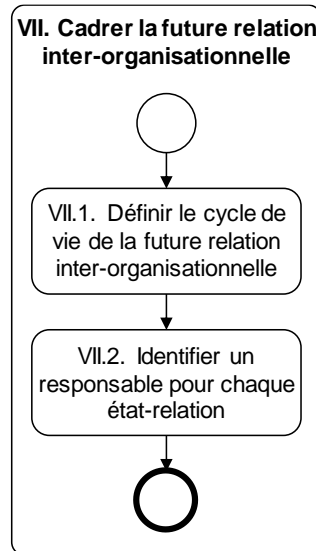 VII. Cadrer la future relation
inter-organisationnelle
VII.1. Définir le cycle de
vie de la future relation
inter-organisationnelle
VII.2. Identifier un
responsable pour chaque
état-relation